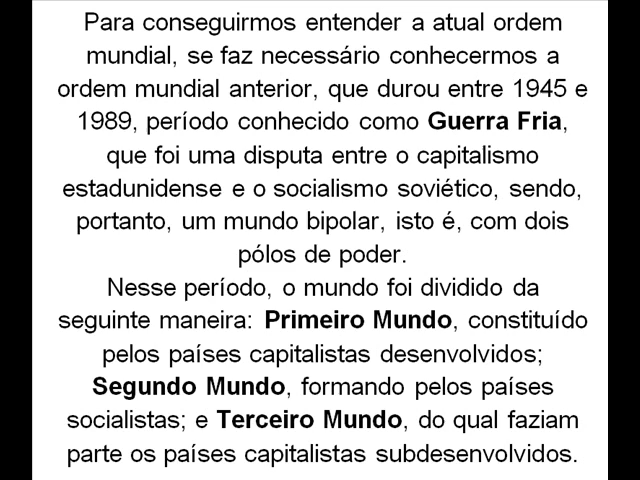 Para conseguirmos entender a atual ordem
mundial, se faz necessário conhecermos a
ordem mundial anterior, que durou entre 1945 e
1989, período conhecido como Guerra Fria,
que foi uma disputa entre o capitalismo
estadunidense e o socialismo soviético, sendo,
portanto, um mundo bipolar, isto é, com dois
pólos de poder.
Nesse período, o mundo foi dividido da
seguinte maneira: Primeiro Mundo, constituído
pelos países capitalistas desenvolvidos;
Segundo Mundo, formando pelos países
socialistas; e Terceiro Mundo, do qual faziam
parte os países capitalistas subdesenvolvidos.